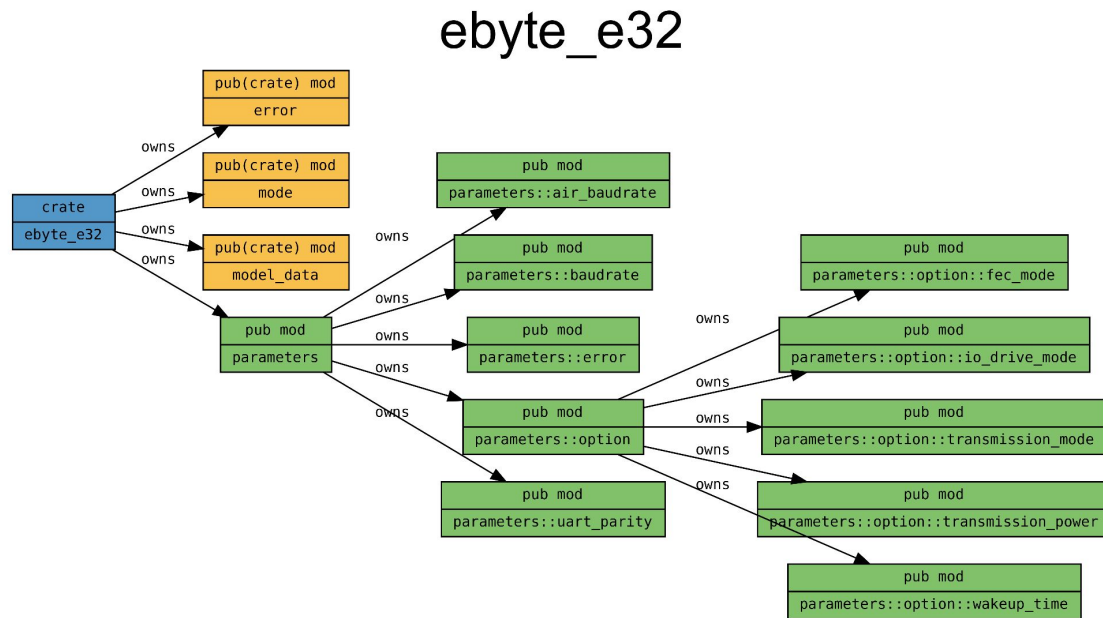 ebyte_e32
pub(crate) mod
error
owns
pub(crate) mod
mode
pub mod
parameters::air_baudrate
owns
crate
ebyte_e32
owns
pub(crate) mod
model_data
owns
owns
pub mod
parameters::baudrate
pub mod
parameters::option::fec_mode
owns
pub mod
parameters
owns
pub mod
parameters::error
owns
pub mod
parameters::option::io_drive_mode
owns
owns
pub mod
parameters::option
owns
owns
pub mod
parameters::option::transmission_mode
owns
pub mod
parameters::uart_parity
owns
pub mod
parameters::option::transmission_power
pub mod
parameters::option::wakeup_time